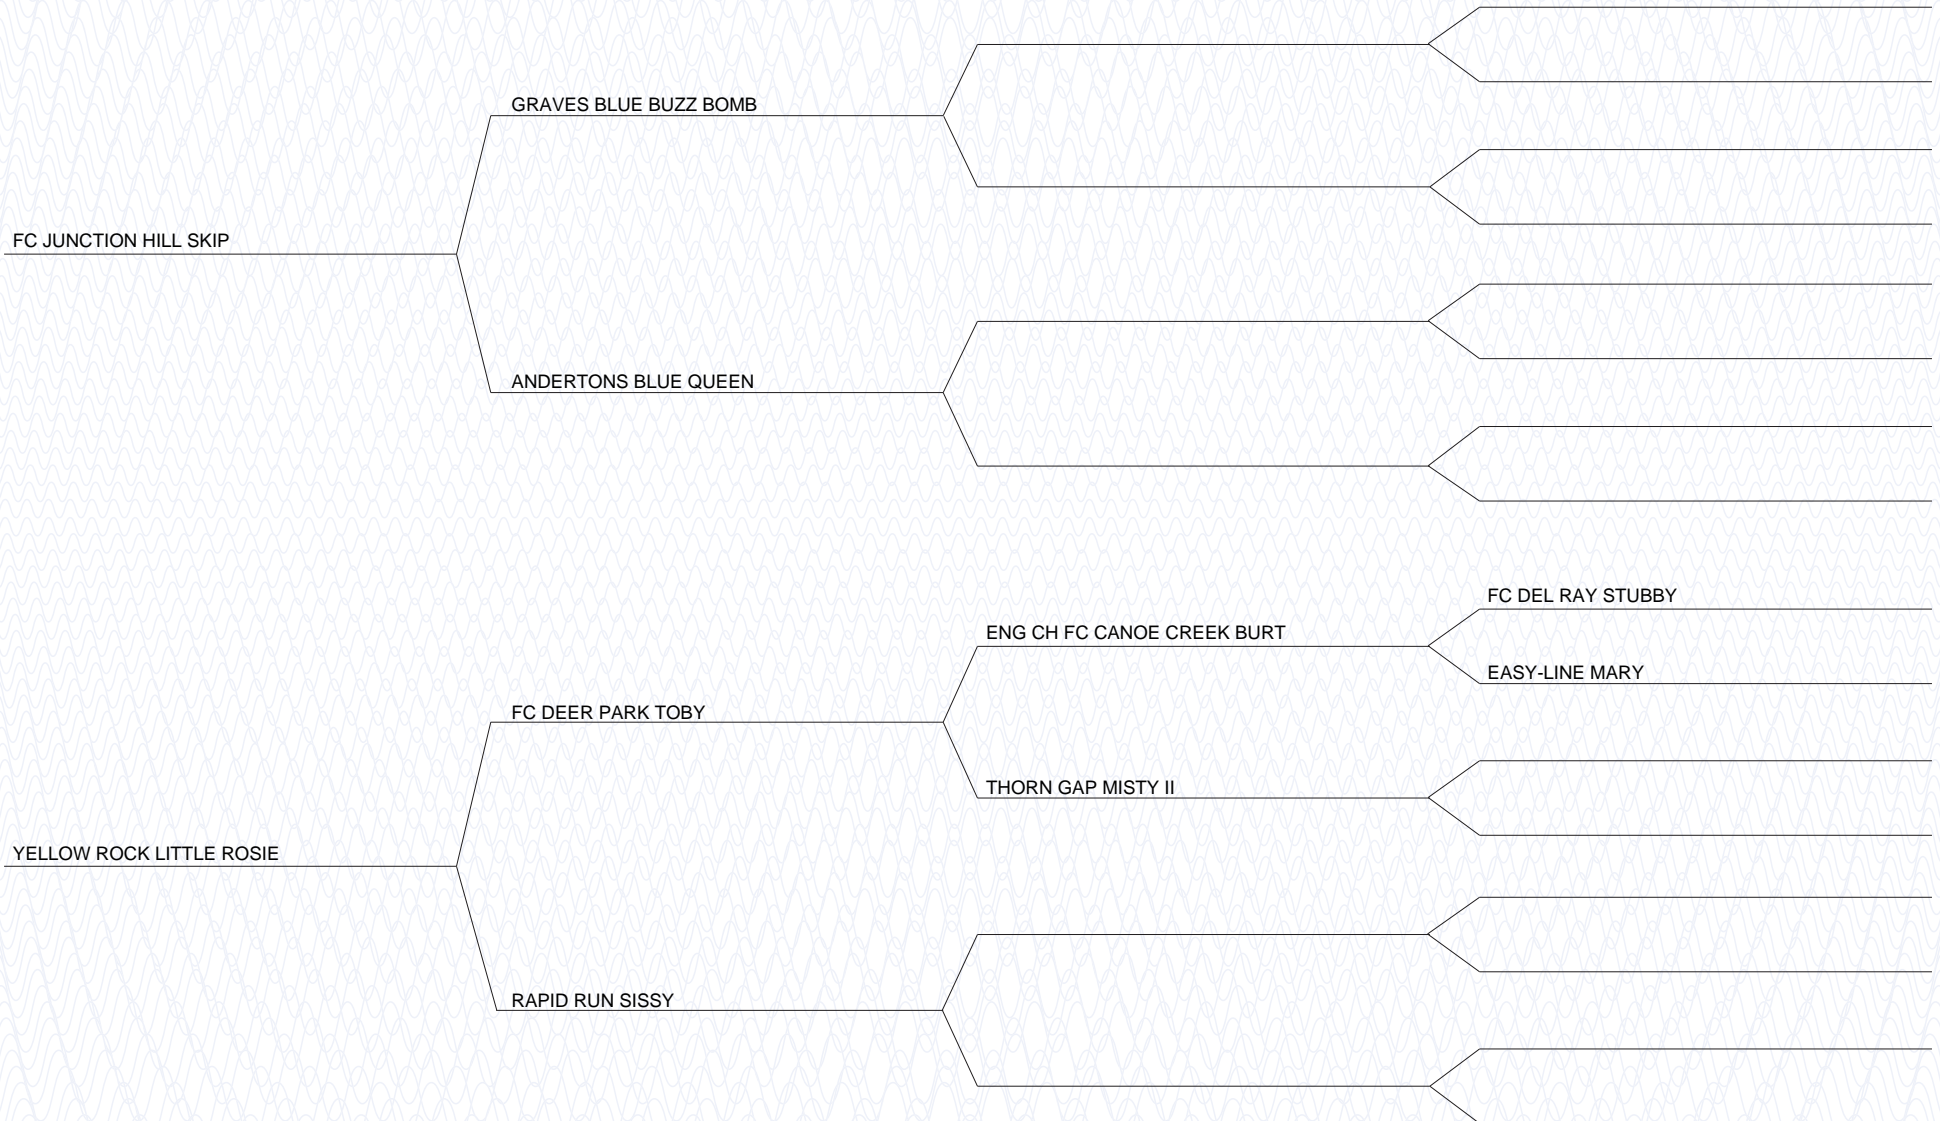 GRAVES BLUE BUZZ BOMB
FC JUNCTION HILL SKIP
ANDERTONS BLUE QUEEN
FC DEL RAY STUBBY
ENG CH FC CANOE CREEK BURT
EASY-LINE MARY
FC DEER PARK TOBY
THORN GAP MISTY II
YELLOW ROCK LITTLE ROSIE
RAPID RUN SISSY